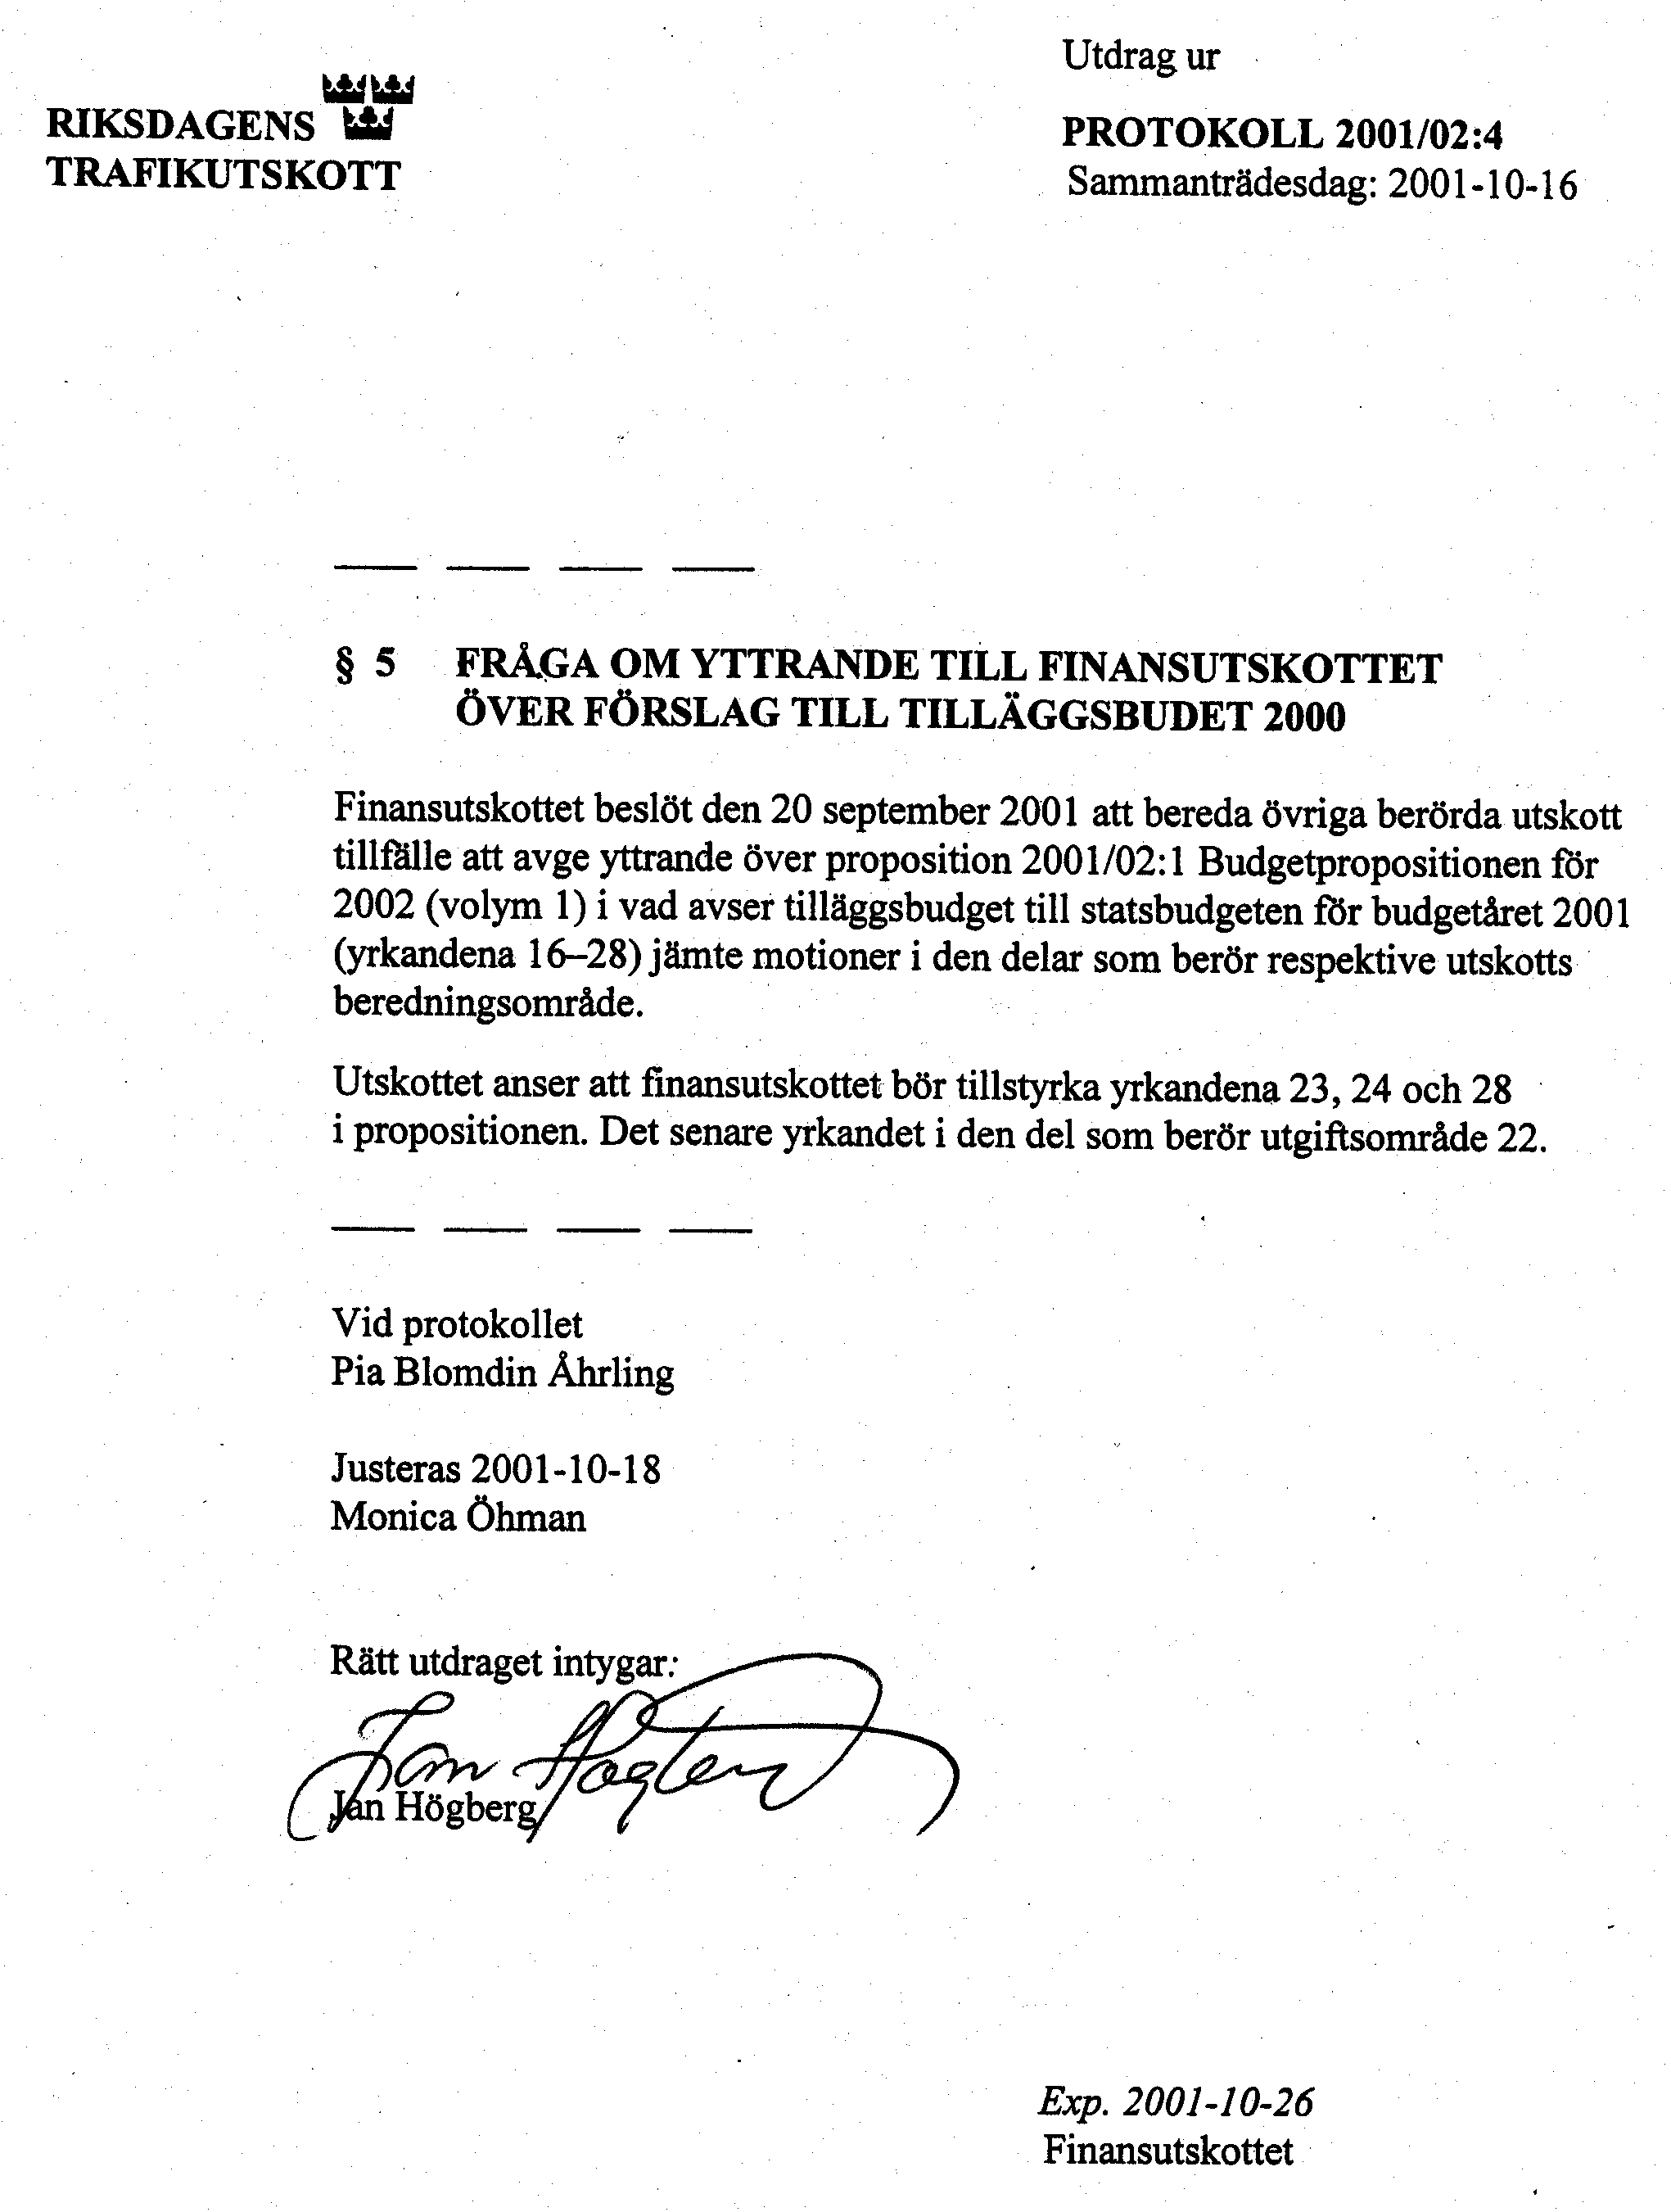 RIKSDAGENS
TRAFIKUTSKOTT
Utdrag ur
PROTOKOLL 2001/02:4
Sammanträdesdag: 2001-10-16
§ 5 FRÅGA OM YTTRANDE TILL FINANSUTSKOTTET
ÖVER FÖRSLAG TILL TILLÄGGSBUDET 2000
Finansutskottet beslöt den 20 september 2001 att bereda övriga berörda utskott
tillfälle att avge yttrande över proposition 2001/02:1 Budgetpropositionen för
2002 (volym 1) i vad avser tilläggsbudget till statsbudgeten för budgetåret 2001
(yrkandena 16–28) jämte motioner i den delar som berör respektive utskotts
beredningsområde.
Utskottet anser att finansutskottet bör tillstyrka yrkandena 23, 24 och 28
i propositionen. Det senare yrkandet i den del som berör utgiftsområde 22.
Vid protokollet
Pia Blomdin Åhrling
Justeras 2001-10-18
Monica Öhman
Rätt utdraget intygar:
Jan Högberg
Jan Högberg
Exp. 2001-10-26
Finansutskottet